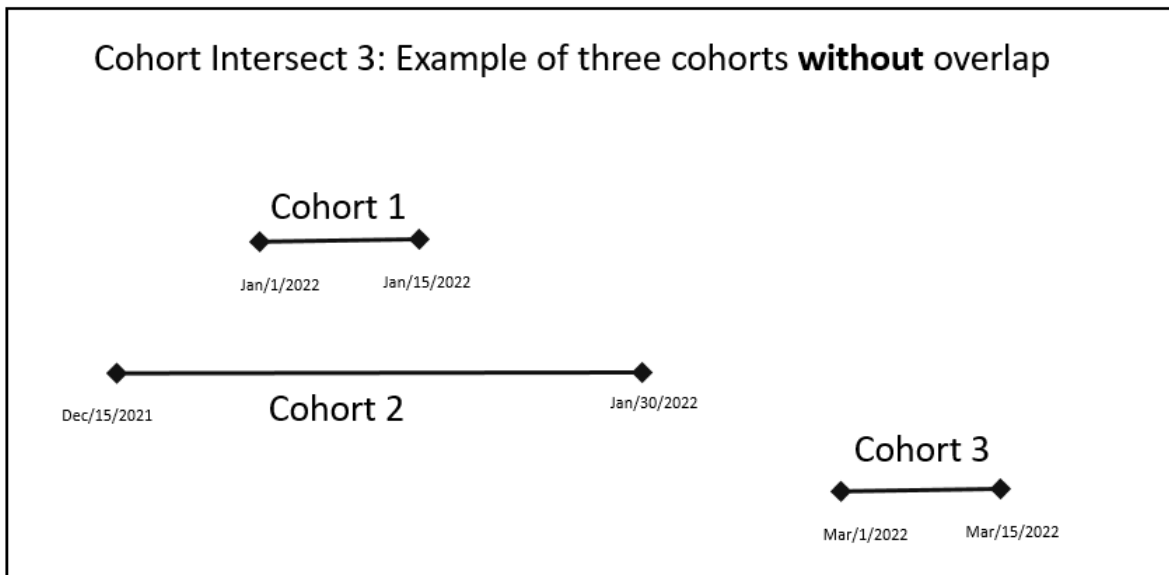 Cohort Intersect 3: Example of three cohorts without overlap
Cohort 1
Jan/1/2022 Jan/15/2022
Cohort 2
Dec/15/2021 Jan/30/2022
Cohort 3
Mar/1/2022 Mar/15/2022